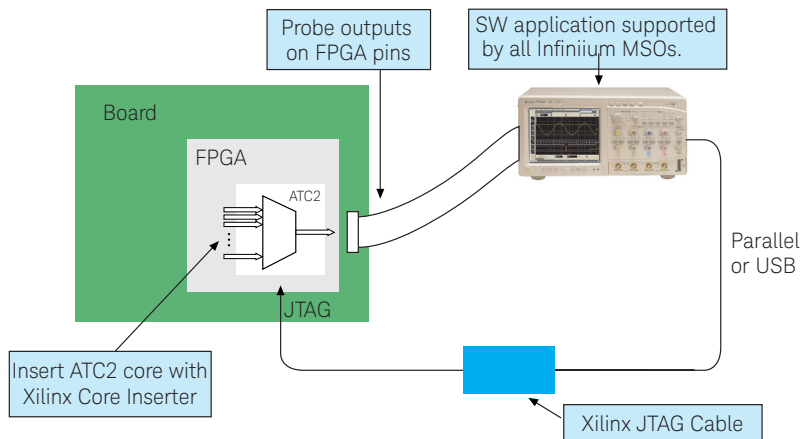 Probe outputs
on FPGA pins
SW application supported
by all Infiniium MSOs.
Board
FPGA
ATC2
Parallel
or USB
JTAG
Insert ATC2 core with
Xilinx Core Inserter
Xilinx JTAG Cable